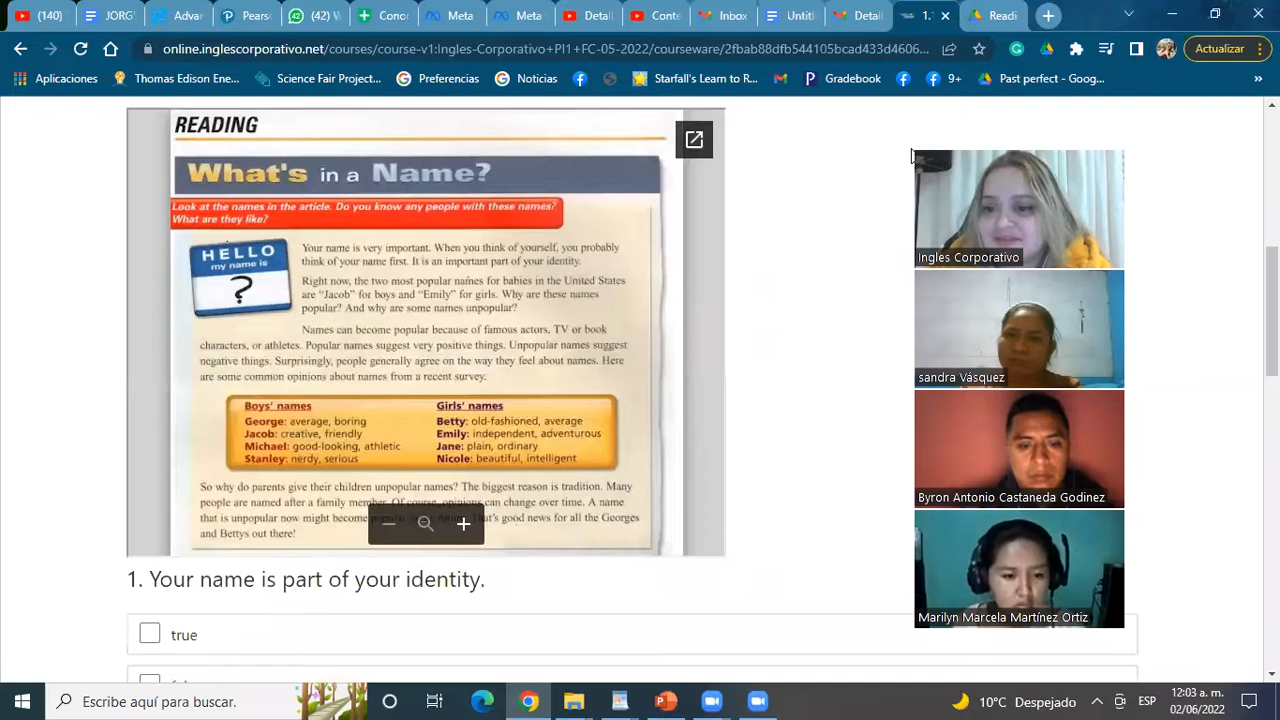 (140)
JORG
Advan
Pears
(42) W
Conc
Meta
Meta
Detall
Conte
Inbox
Untitl
Detal
1.
Readi
online.inglescorporativo.net/courses/course-v1:Ingles-Corporativo+PI1+FC-05-2022/courseware/2fbab88dfb544105bcad433d4606...
Actualizar
Aplicaciones
Thomas Edison Ene...
Science Fair Project...
Preferencias
Noticias
Starfall's Learn to R...
Gradebook
9+
Past perfect - Goog...
»
READING
What's in a Name?
Look at the names in the article. Do you know any people with these names?
What are they like?
HELLO
my name is
?
Your name is very important. When you think of yourself, you probably
think of your name first. It is an important part of your identity.
Right now, the two most popular names for babies in the United States
are “Jacob” for boys and “Emily” for girls. Why are these names
popular? And why are some names unpopular?
Names can become popular because of famous actors, TV or book
characters, or athletes. Popular names suggest very positive things. Unpopular names suggest
negative things. Surprisingly, people generally agree on the way they feel about names. Here
are some common opinions about names from a recent survey.
Boys' names
George: average, boring
Jacob: creative, friendly
Michael: good-looking, athletic
Stanley: nerdy, serious
Girls' names
Betty: old-fashioned, average
Emily: independent, adventurous
Jane: plain, ordinary
Nicole: beautiful, intelligent
So why do parents give their children unpopular names? The biggest reason is tradition. Many
people are named after a family member. Of course, opinions can change over time. A name
that is unpopular now might become That's good news for all the Georges
and Bettys out there!
1. Your name is part of your identity.
true
Ingles Corporativo
sandra Vásquez
Byron Antonio Castaneda Godinez
Marilyn Marcela Martínez Ortiz
Escribe aquí para buscar.
10°C Despejado
ESP
12:03 a. m.
02/06/2022